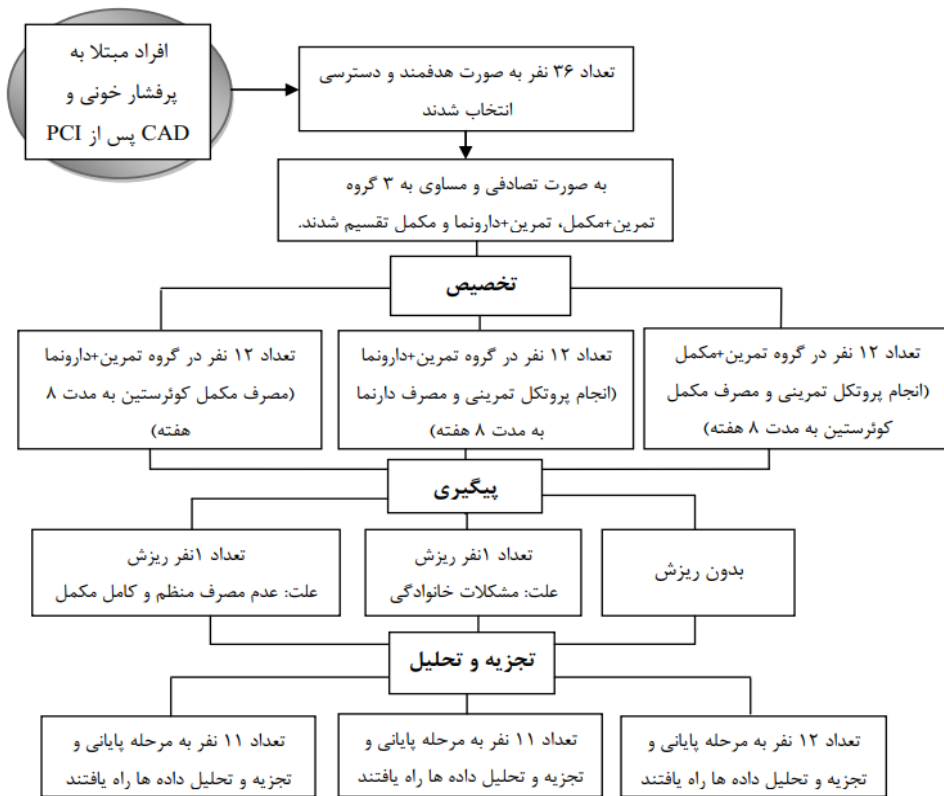 افراد مبتلا به
پرفشار خونی و
CAD پس از PCI
تعداد ۳۶ نفر به صورت هدفمند و دسترسی
انتخاب شدند
به صورت تصادفی و مساوی به ۳ گروه
تمرین+مکمل، تمرین+دارونما و مکمل تقسیم شدند.
تخصیص
تعداد ۱۲ نفر در گروه تمرین+مکمل
(انجام پروتکل تمرینی و مصرف مکمل
کوئرستین به مدت ۸ هفته)
تعداد ۱۲ نفر در گروه تمرین+دارونما
(انجام پروتکل تمرینی و مصرف دارنما
به مدت ۸ هفته)
تعداد ۱۲ نفر در گروه تمرین+دارونما
(مصرف مکمل کوئرستین به مدت ۸
هفته)
پیگیری
بدون ریزش
تعداد ۱نفر ریزش
علت: مشکلات خانوادگی
تعداد ۱نفر ریزش
علت: عدم مصرف منظم و کامل مکمل
تجزیه و تحلیل
تعداد ۱۲ نفر به مرحله پایانی و
تجزیه و تحلیل داده ها راه یافتند
تعداد ۱۱ نفر به مرحله پایانی و
تجزیه و تحلیل داده ها راه یافتند
تعداد ۱۱ نفر به مرحله پایانی و
تجزیه و تحلیل داده ها راه یافتند